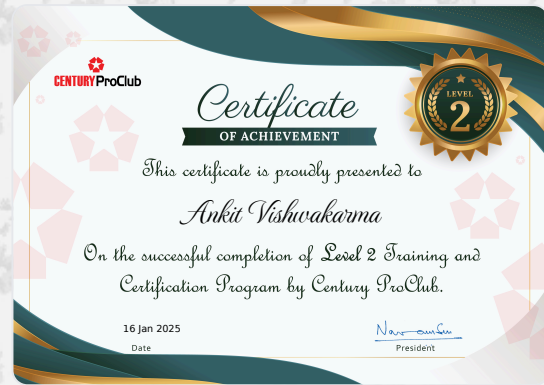 CENTURY ProClub
Certificate
OF ACHIEVEMENT
LEVEL
2
This certificate is proudly presented to
Ankit Vishwakarma
On the successful completion of Level 2 Training and
Certification Program by Century ProClub.
16 Jan 2025
Date
President